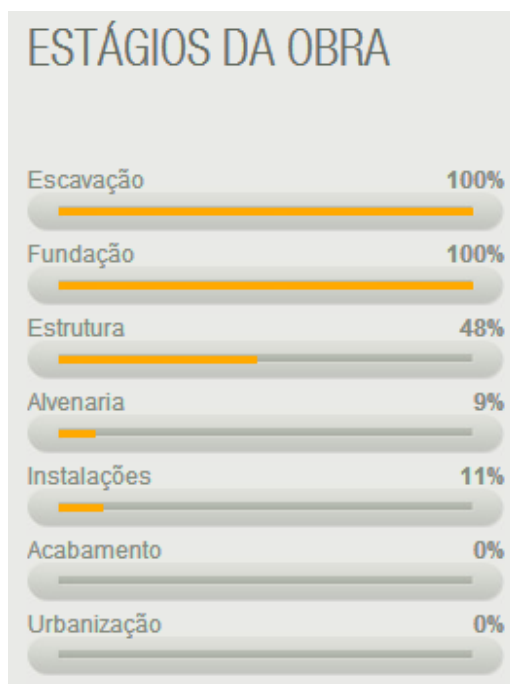 ESTÁGIOS DA OBRA
Escavação 100%
Fundação 100%
Estrutura 48%
Alvenaria 9%
Instalações 11%
Acabamento 0%
Urbanização 0%